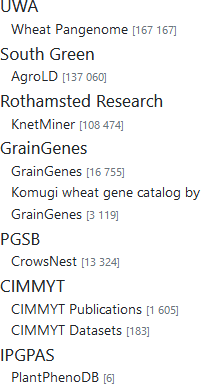 UWA
Wheat Pangenome [167 167]
South Green
AgroLD [137 060]
Rothamsted Research
KnetMiner [108 474]
GrainGenes
GrainGenes [16 755]
Komugi wheat gene catalog by
GrainGenes [3 119]
PGSB
CrowsNest [13 324]
CIMMYT
CIMMYT Publications [1 605]
CIMMYT Datasets [183]
IPGPAS
PlantPhenoDB [6]